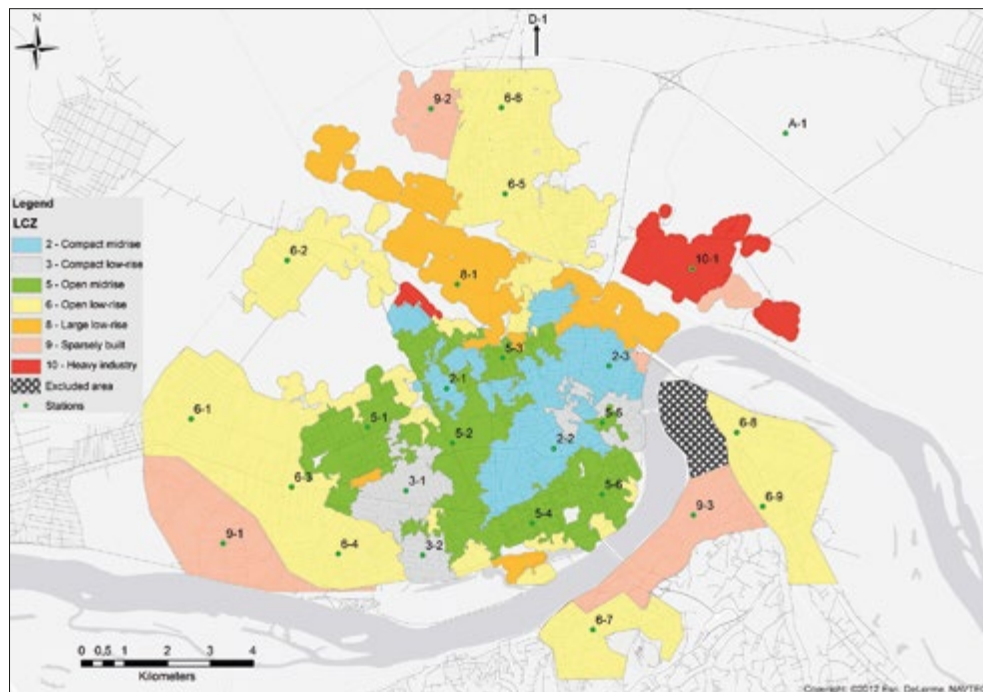 N
D-1
9-2
6-6
A-1
6-5
Legend
LCZ
2 - Compact midrise
3 - Compact low-rise
5 - Open midrise
6 - Open low-rise
8 - Large low-rise
9 - Sparsely built
10 - Heavy industry
Excluded area
Stations
6-2
8-1
10-1
5-3
2-3
2-1
6-1
5-1
5-5
5-2
2-2
6-8
6-3
3-1
5-6
9-3
6-9
5-4
9-1
6-4
3-2
6-7
0 0,5 1 2 3 4
Kilometers
Copyright: ©2012 Esri, DeLorme, NAVTEQ